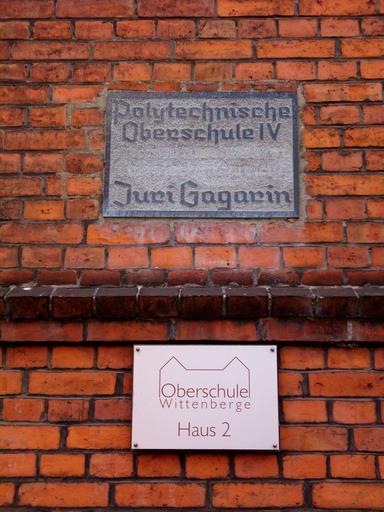 Polytechnische
Oberschule IV
Juri Gagarin
Oberschule
Wittenberge
Haus 2